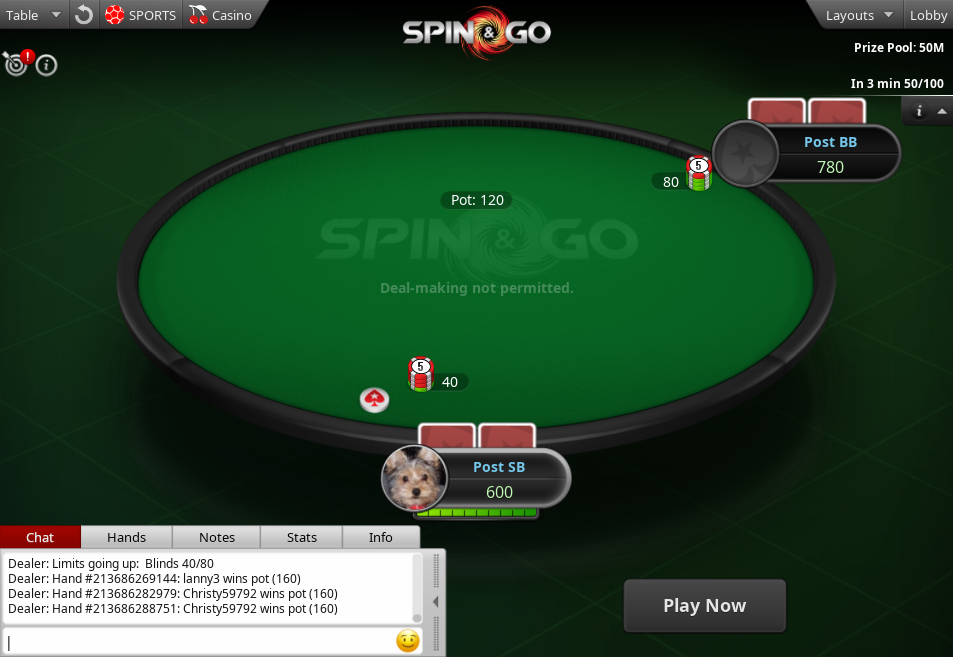 Table
SPORTS
Casino
SPIN&GO
Layouts
Lobby
Prize Pool: 50M
In 3 min 50/100
Post BB
780
5
80
Pot: 120
SPIN&GO
Deal-making not permitted.
5
40
Post SB
600
Chat Hands Notes Stats Info
Dealer: Limits going up:  Blinds 40/80
Dealer: Hand #213686269144: lanny3 wins pot (160)
Dealer: Hand #213686282979: Christy59792 wins pot (160)
Dealer: Hand #213686288751: Christy59792 wins pot (160)
Play Now